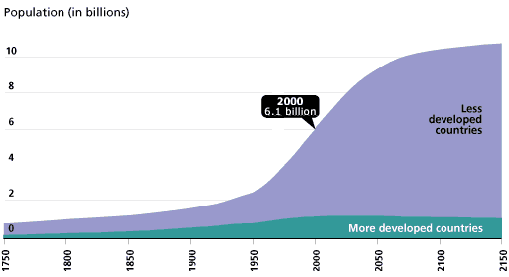 Population (in billions)
10
8
2000
6.1 billion
Less
developed
countries
6
4
2
0
More developed countries
1750
1800
1850
1900
1950
2000
2050
2100
2150